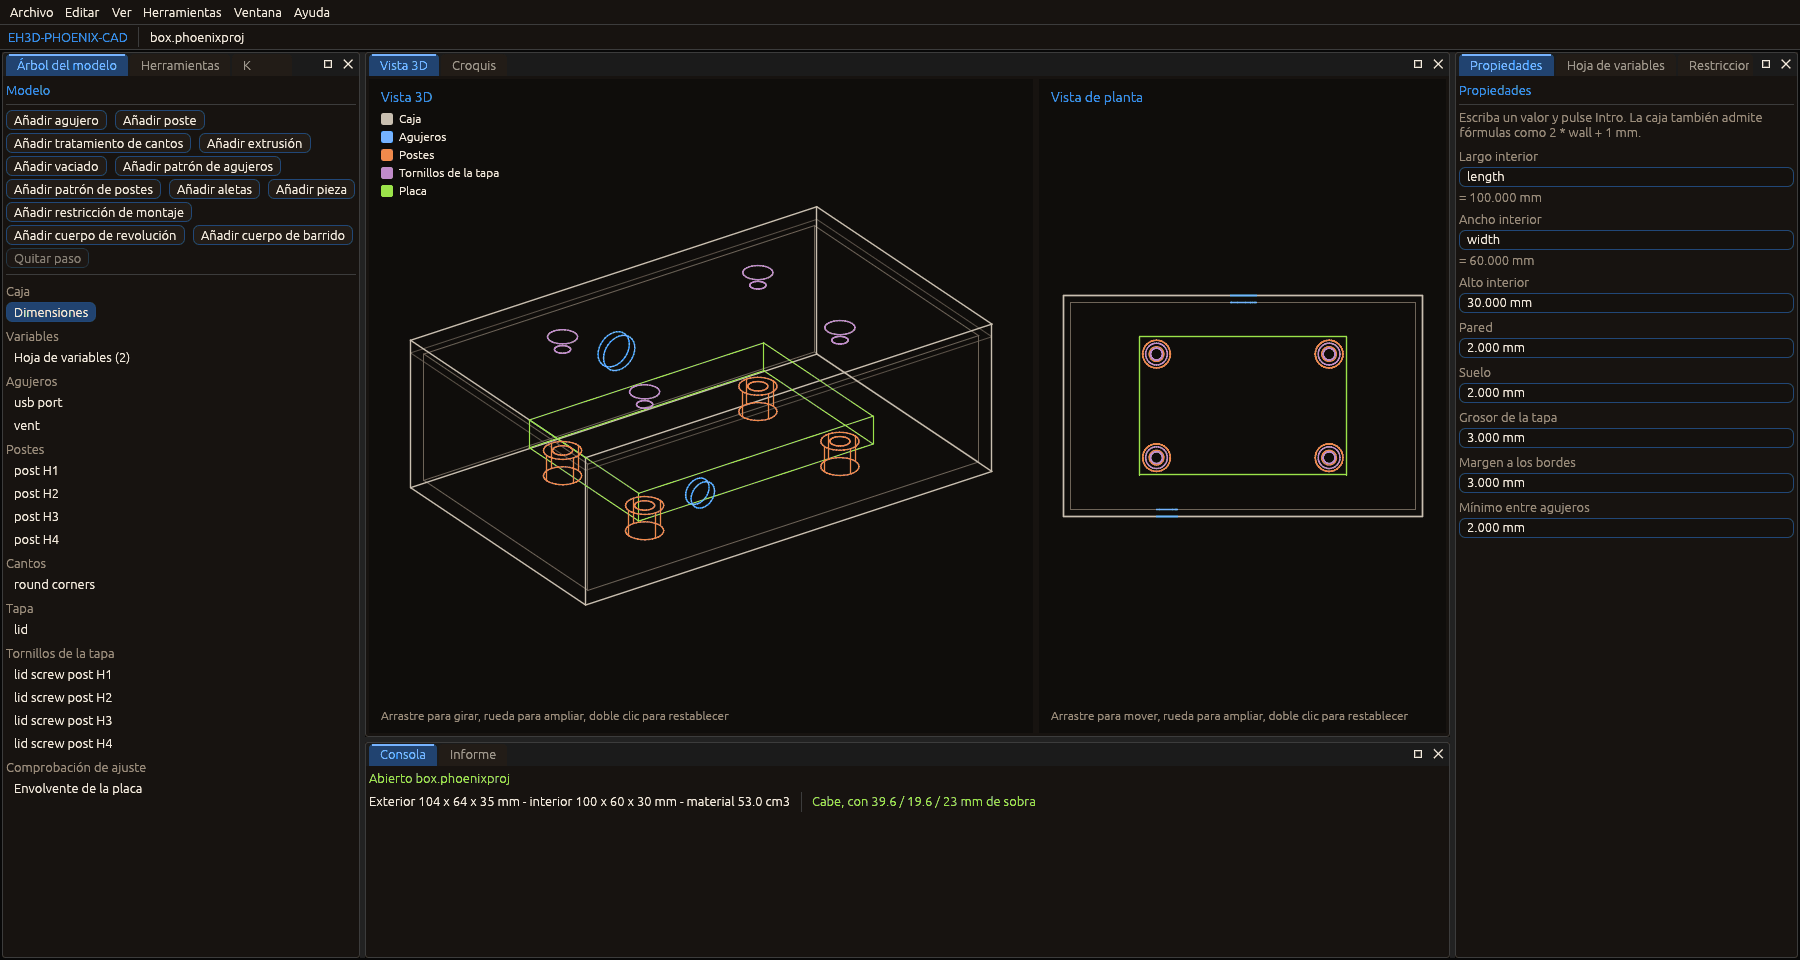 Archivo Editar Ver Herramientas Ventana Ayuda
EH3D-PHOENIX-CAD box.phoenixproj
Árbol del modelo Herramientas K
Modelo
Añadir agujero Añadir poste
Añadir tratamiento de cantos Añadir extrusión
Añadir vaciado Añadir patrón de agujeros
Añadir patrón de postes Añadir aletas Añadir pieza
Añadir restricción de montaje
Añadir cuerpo de revolución Añadir cuerpo de barrido
Quitar paso
Caja
Dimensiones
Variables
Hoja de variables (2)
Agujeros
usb port
vent
Postes
post H1
post H2
post H3
post H4
Cantos
round corners
Tapa
lid
Tornillos de la tapa
lid screw post H1
lid screw post H2
lid screw post H3
lid screw post H4
Comprobación de ajuste
Envolvente de la placa
Vista 3D Croquis
Vista 3D
Caja
Agujeros
Postes
Tornillos de la tapa
Placa
Arrastre para girar, rueda para ampliar, doble clic para restablecer
Vista de planta
Arrastre para mover, rueda para ampliar, doble clic para restablecer
Consola Informe
Abierto box.phoenixproj
Exterior 104 x 64 x 35 mm - interior 100 x 60 x 30 mm - material 53.0 cm3 Cabe, con 39.6 / 19.6 / 23 mm de sobra
Propiedades Hoja de variables Restriccior
Propiedades
Escriba un valor y pulse Intro. La caja también admite
fórmulas como 2 * wall + 1 mm.
Largo interior
length
= 100.000 mm
Ancho interior
width
= 60.000 mm
Alto interior
30.000 mm
Pared
2.000 mm
Suelo
2.000 mm
Grosor de la tapa
3.000 mm
Margen a los bordes
3.000 mm
Mínimo entre agujeros
2.000 mm